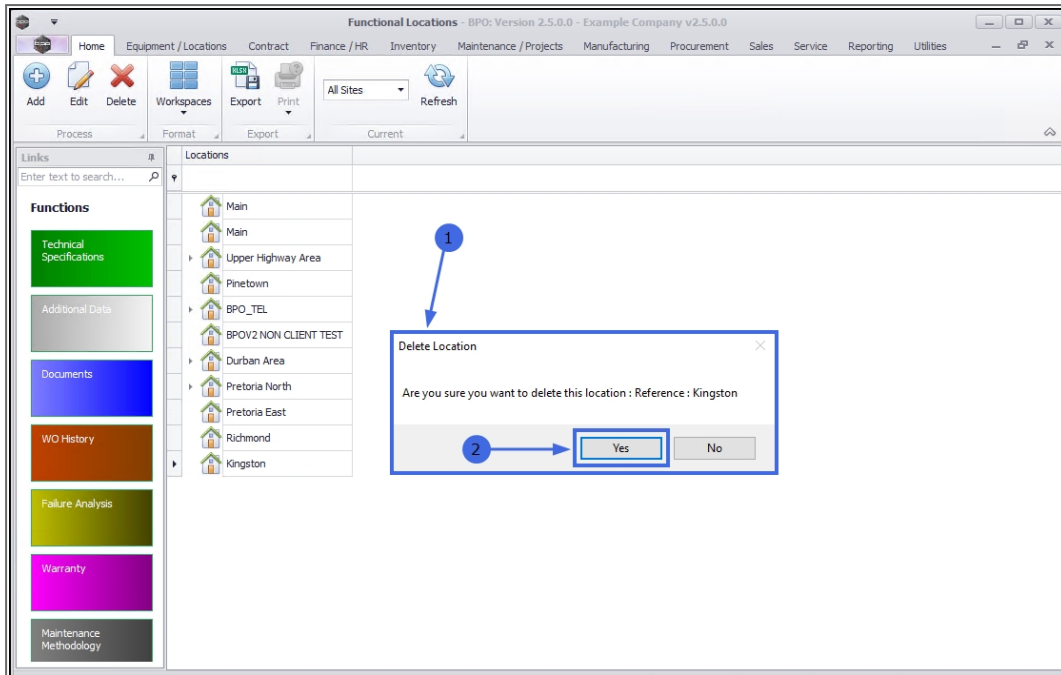 Functional Locations - BPO: Version 2.5.0.0 - Example Company v2.5.0.0
Home Equipment / Locations Contract Finance / HR Inventory Maintenance / Projects Manufacturing Procurement Sales Service Reporting Utilities
XLSX
All Sites
Add Edit Delete Workspaces Export Print Refresh
Process Format Export Current
Links
Enter text to search...
Functions
Technical
Specifications
Additional Data
Documents
WO History
Failure Analysis
Warranty
Maintenance
Methodology
Locations
Main
Main
Upper Highway Area
Pinetown
BPO_TEL
BPOV2 NON CLIENT TEST
Durban Area
Pretoria North
Pretoria East
Richmond
Kingston
1
Delete Location
Are you sure you want to delete this location : Reference : Kingston
2
Yes No